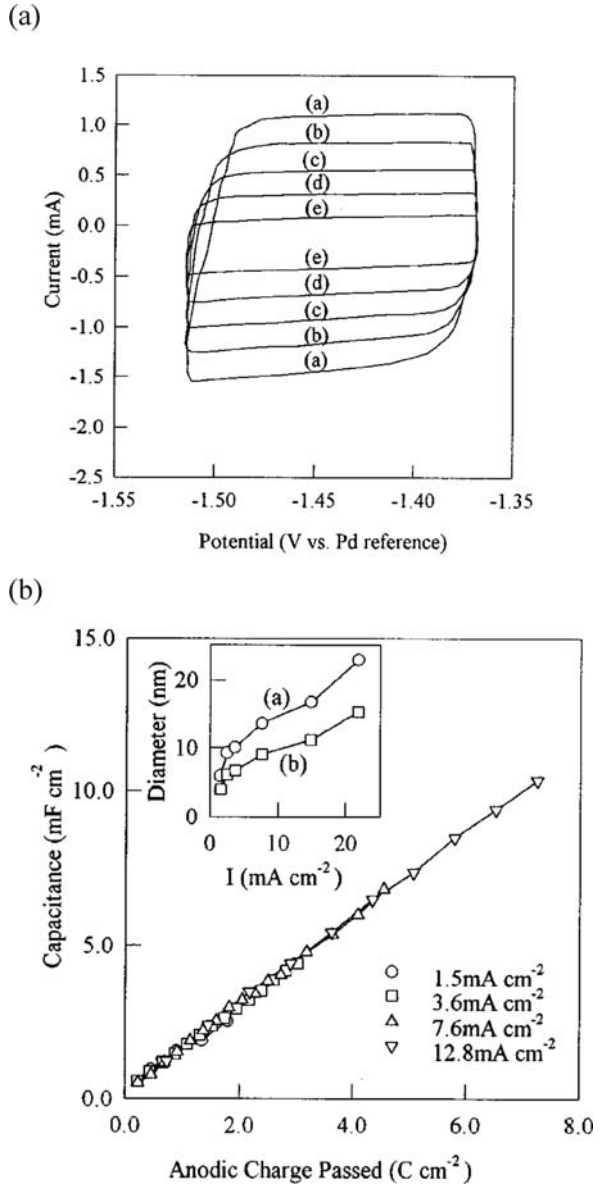 (a)
1.5
1.0
0.5
0.0
-0.5
-1.0
-1.5
-2.0
-2.5
Current (mA)
(a)
(b)
(c)
(d)
(e)
(e)
(d)
(c)
(b)
(a)
-1.55 -1.50 -1.45 -1.40 -1.35
Potential (V vs. Pd reference)
(b)
15.0
10.0
5.0
0.0
Capacitance (mF cm⁻²)
20
10
0
Diameter (nm)
(a)
(b)
0 10 20
I (mA cm⁻²)
1.5mA cm⁻²
3.6mA cm⁻²
7.6mA cm⁻²
12.8mA cm⁻²
0.0 2.0 4.0 6.0 8.0
Anodic Charge Passed (C cm⁻²)